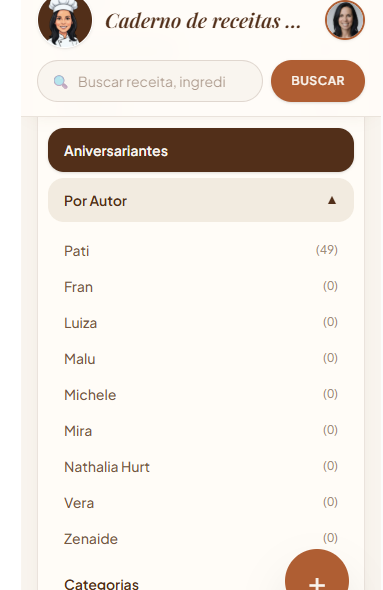 Caderno de receitas ...
Buscar receita, ingredi
BUSCAR
Aniversariantes
Por Autor ▲
Pati (49)
Fran (0)
Luiza (0)
Malu (0)
Michele (0)
Mira (0)
Nathalia Hurt (0)
Vera (0)
Zenaide (0)
Categorias
+